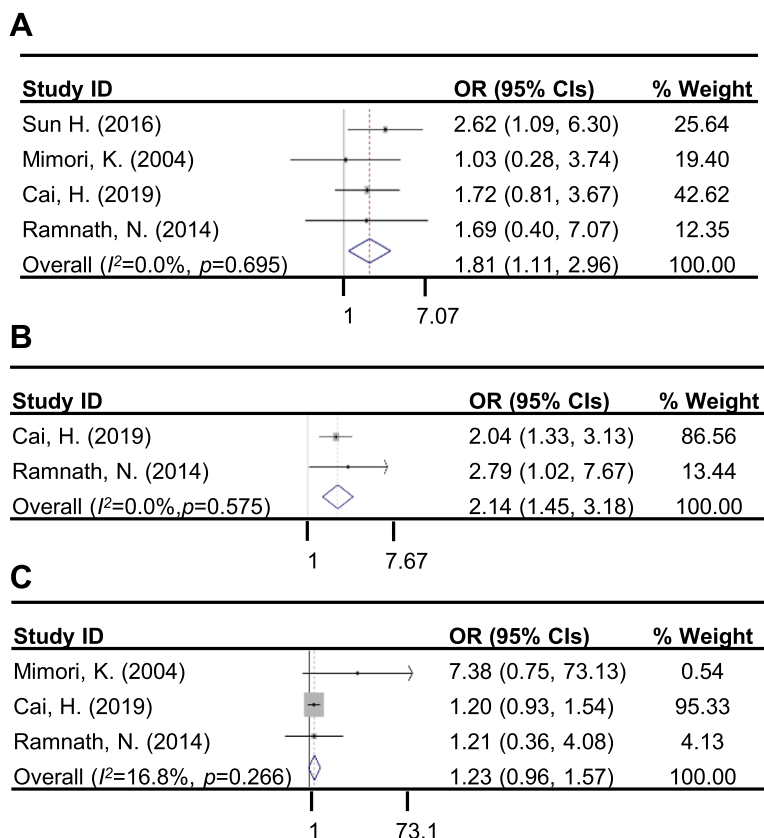 A
Study ID OR (95% CIs) % Weight
Sun H. (2016) 2.62 (1.09, 6.30) 25.64
Mimori, K. (2004) 1.03 (0.28, 3.74) 19.40
Cai, H. (2019) 1.72 (0.81, 3.67) 42.62
Ramnath, N. (2014) 1.69 (0.40, 7.07) 12.35
Overall (I²=0.0%, p=0.695) 1.81 (1.11, 2.96) 100.00
1 7.07
B
Study ID OR (95% CIs) % Weight
Cai, H. (2019) 2.04 (1.33, 3.13) 86.56
Ramnath, N. (2014) 2.79 (1.02, 7.67) 13.44
Overall (I²=0.0%,p=0.575) 2.14 (1.45, 3.18) 100.00
1 7.67
C
Study ID OR (95% CIs) % Weight
Mimori, K. (2004) 7.38 (0.75, 73.13) 0.54
Cai, H. (2019) 1.20 (0.93, 1.54) 95.33
Ramnath, N. (2014) 1.21 (0.36, 4.08) 4.13
Overall (I²=16.8%, p=0.266) 1.23 (0.96, 1.57) 100.00
1 73.1